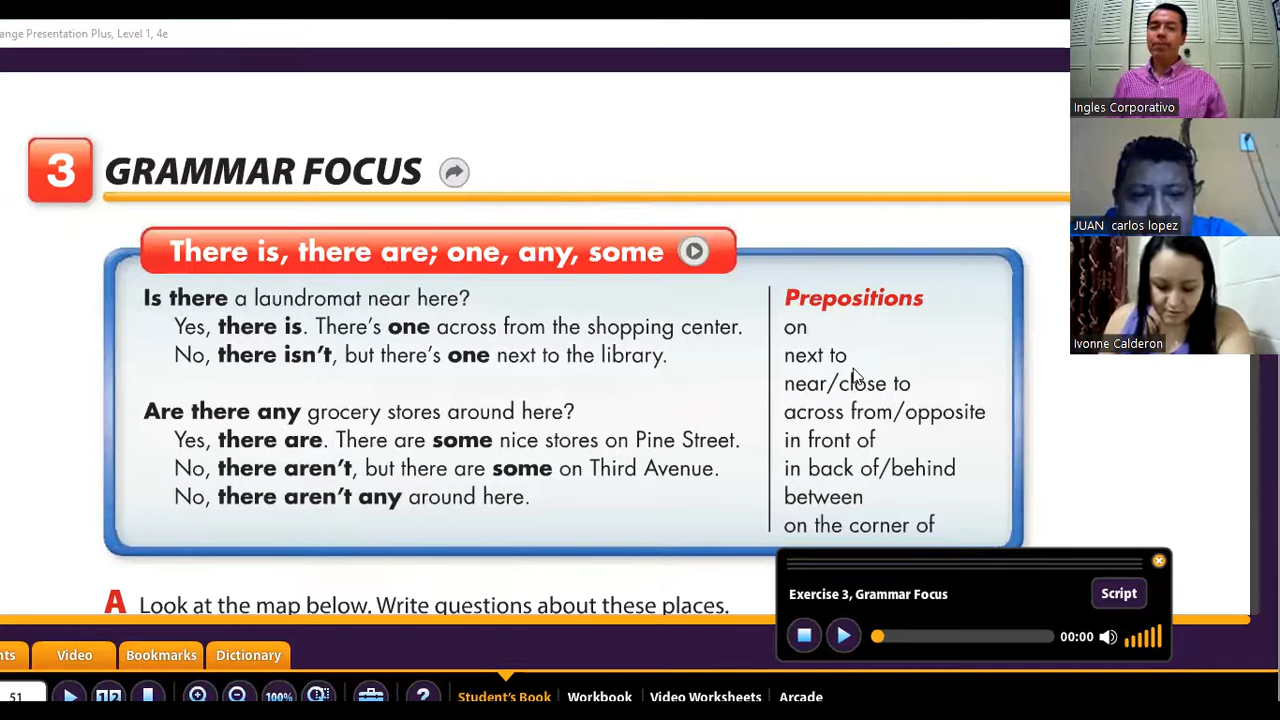 ange Presentation Plus, Level 1, 4e
Ingles Corporativo
JUAN carlos lopez
Ivonne Calderon
3 GRAMMAR FOCUS
There is, there are; one, any, some
Is there a laundromat near here?
Yes, there is. There's one across from the shopping center.
No, there isn't, but there's one next to the library.
Are there any grocery stores around here?
Yes, there are. There are some nice stores on Pine Street.
No, there aren't, but there are some on Third Avenue.
No, there aren't any around here.
Prepositions
on
next to
near/close to
across from/opposite
in front of
in back of/behind
between
on the corner of
A Look at the map below. Write questions about these places.
Exercise 3, Grammar Focus
Script
00:00
nts Video Bookmarks Dictionary
51 12 100% ? Student's Book Workbook Video Worksheets Arcade